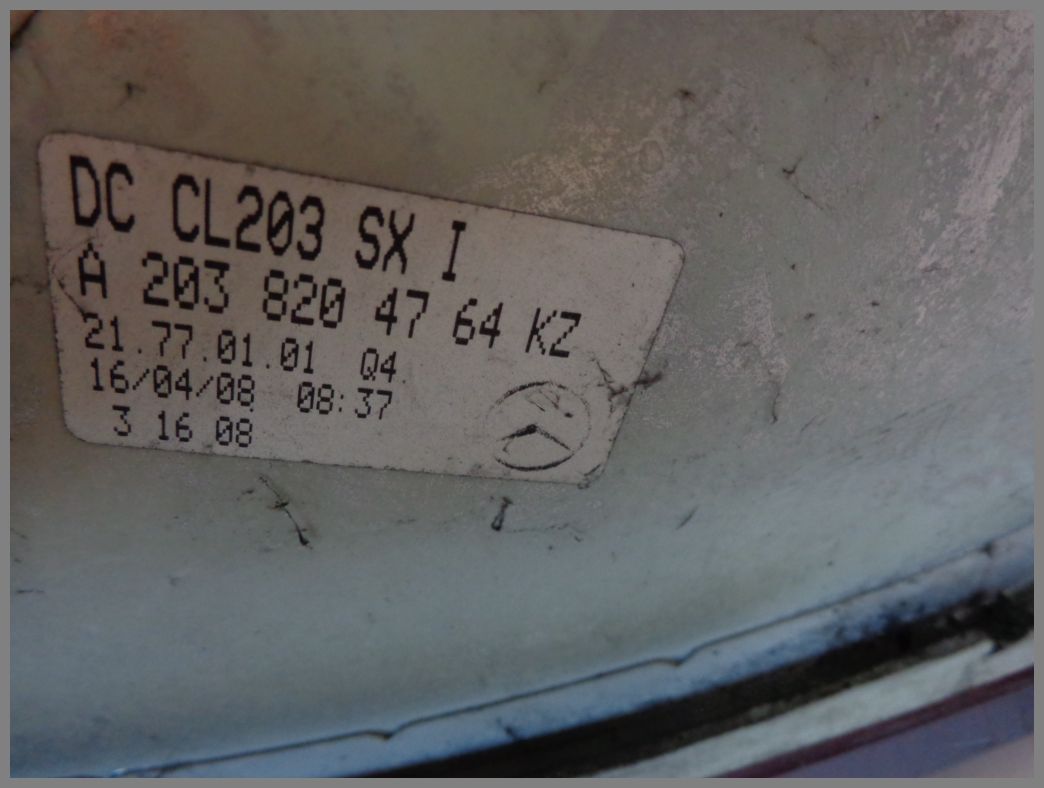 DC CL203 SX I
A 203 820 47 64 KZ
21.77.01.01 Q4
16/04/08 08:37
3 16 08